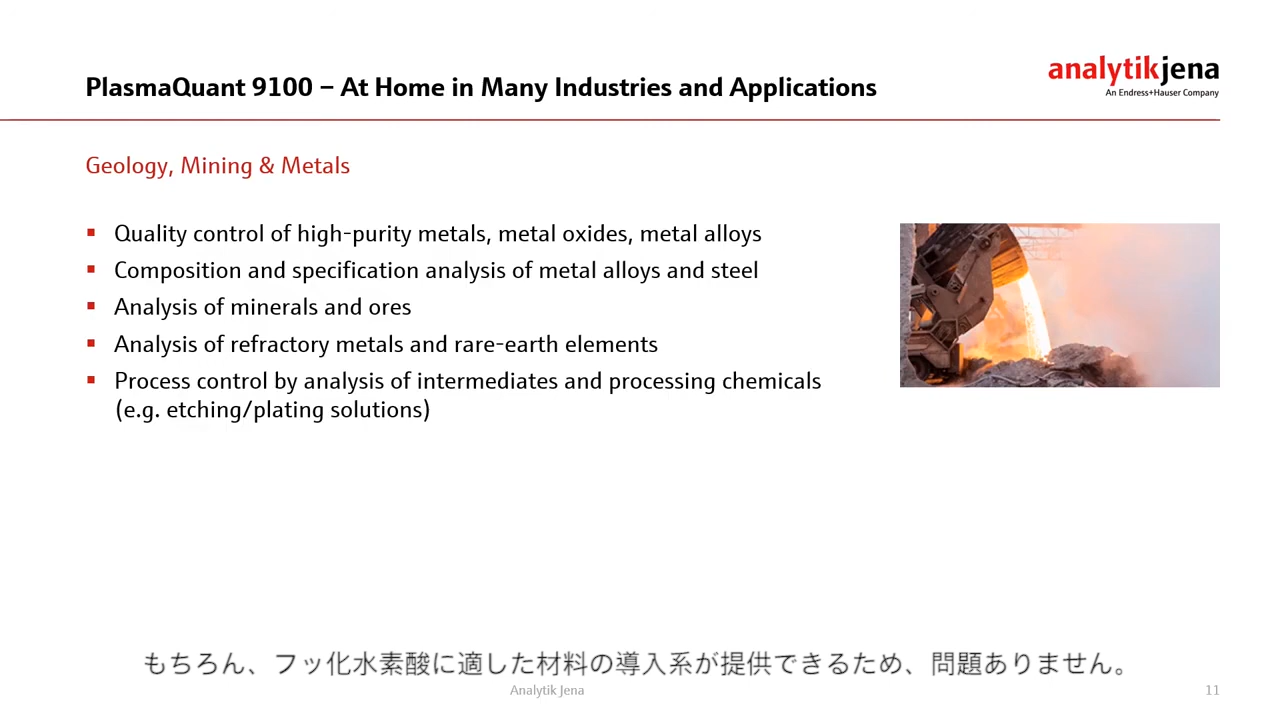 PlasmaQuant 9100 – At Home in Many Industries and Applications
analytikjena
An Endress+Hauser Company
Geology, Mining & Metals
▪ Quality control of high-purity metals, metal oxides, metal alloys
▪ Composition and specification analysis of metal alloys and steel
▪ Analysis of minerals and ores
▪ Analysis of refractory metals and rare-earth elements
▪ Process control by analysis of intermediates and processing chemicals
(e.g. etching/plating solutions)
もちろん、フッ化水素酸に適した材料の導入系が提供できるため、問題ありません。
Analytik Jena
11